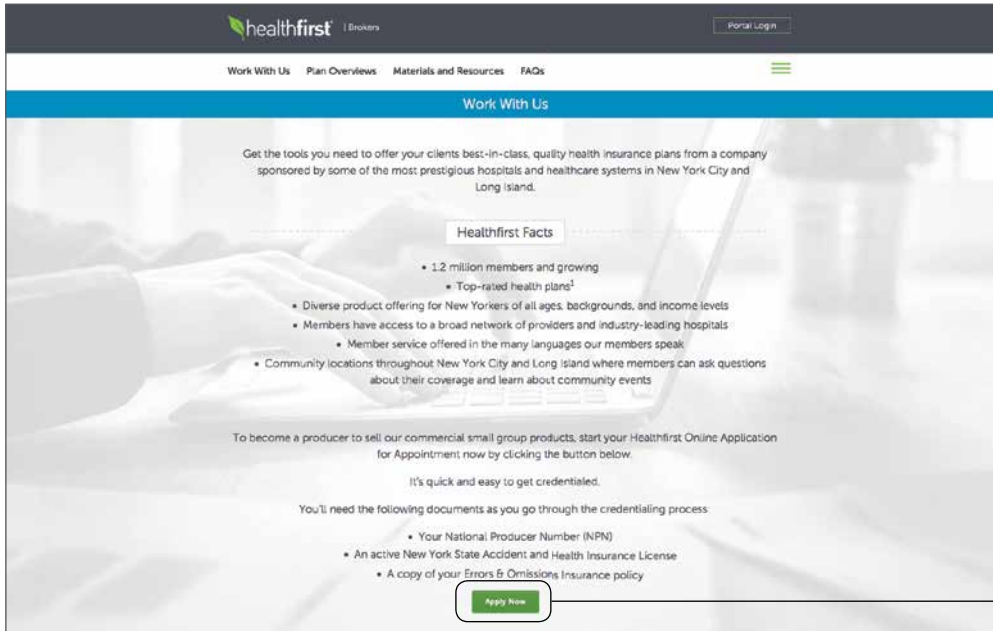 healthfirst | Brokers
Portal Login
Work With Us Plan Overviews Materials and Resources FAQs
Work With Us
Get the tools you need to offer your clients best-in-class, quality health insurance plans from a company
sponsored by some of the most prestigious hospitals and healthcare systems in New York City and
Long Island.
Healthfirst Facts
• 1.2 million members and growing
• Top-rated health plans¹
• Diverse product offering for New Yorkers of all ages, backgrounds, and income levels
• Members have access to a broad network of providers and industry-leading hospitals
• Member service offered in the many languages our members speak
• Community locations throughout New York City and Long Island where members can ask questions
about their coverage and learn about community events
To become a producer to sell our commercial small group products, start your Healthfirst Online Application
for Appointment now by clicking the button below.
It's quick and easy to get credentialed.
You'll need the following documents as you go through the credentialing process:
• Your National Producer Number (NPN)
• An active New York State Accident and Health Insurance License
• A copy of your Errors & Omissions Insurance policy
Apply Now